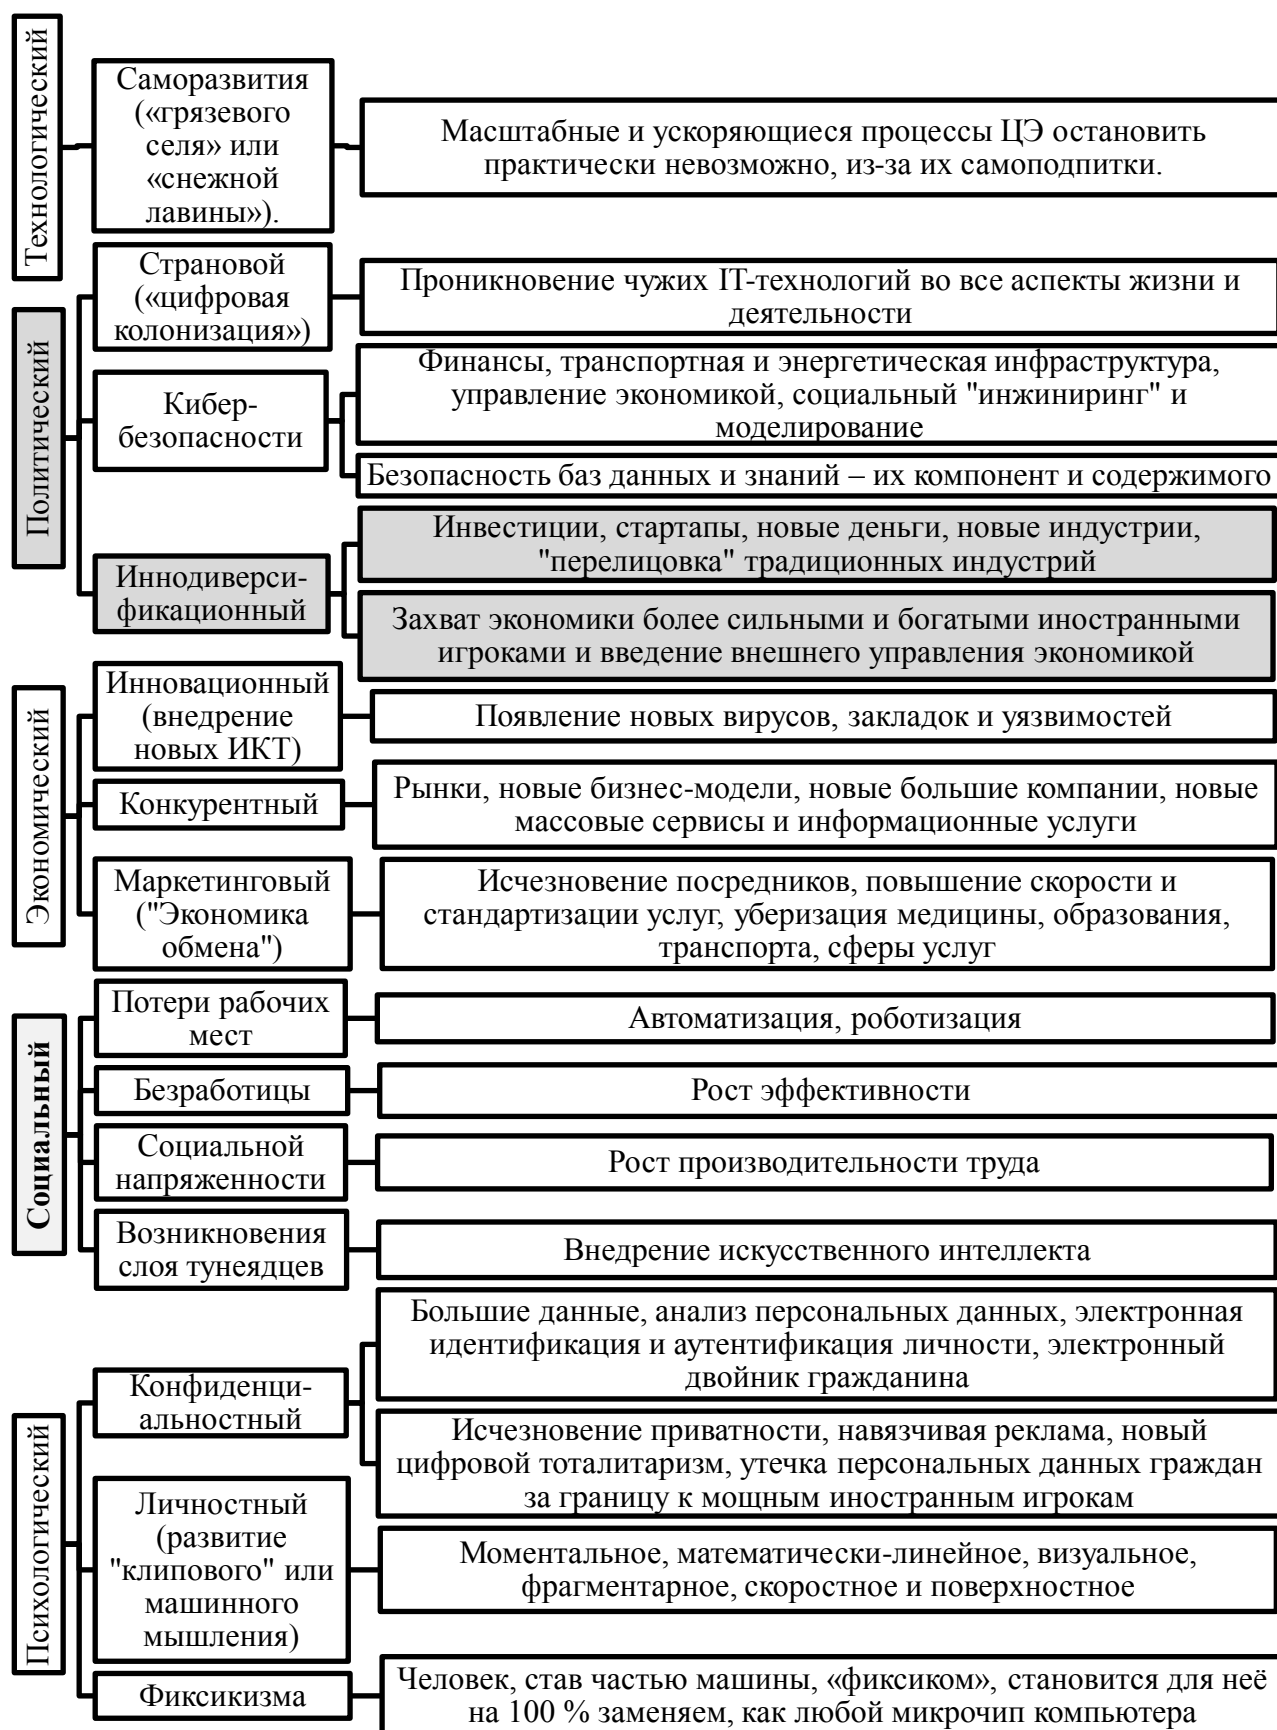 Технологический
Саморазвития
(«грязевого
селя» или
«снежной
лавины»).
Масштабные и ускоряющиеся процессы ЦЭ остановить
практически невозможно, из-за их самоподпитки.
Политический
Страновой
(«цифровая
колонизация»)
Проникновение чужих IT-технологий во все аспекты жизни и
деятельности
Кибер-
безопасности
Финансы, транспортная и энергетическая инфраструктура,
управление экономикой, социальный "инжиниринг" и
моделирование
Безопасность баз данных и знаний – их компонент и содержимого
Иннодиверси-
фикационный
Инвестиции, стартапы, новые деньги, новые индустрии,
"перелицовка" традиционных индустрий
Захват экономики более сильными и богатыми иностранными
игроками и введение внешнего управления экономикой
Экономический
Инновационный
(внедрение
новых ИКТ)
Появление новых вирусов, закладок и уязвимостей
Конкурентный
Рынки, новые бизнес-модели, новые большие компании, новые
массовые сервисы и информационные услуги
Маркетинговый
("Экономика
обмена")
Исчезновение посредников, повышение скорости и
стандартизации услуг, уберизация медицины, образования,
транспорта, сферы услуг
Социальный
Потери рабочих
мест
Автоматизация, роботизация
Безработицы
Рост эффективности
Социальной
напряженности
Рост производительности труда
Возникновения
слоя тунеядцев
Внедрение искусственного интеллекта
Психологический
Конфиденци-
альностный
Большие данные, анализ персональных данных, электронная
идентификация и аутентификация личности, электронный
двойник гражданина
Исчезновение приватности, навязчивая реклама, новый
цифровой тоталитаризм, утечка персональных данных граждан
за границу к мощным иностранным игрокам
Личностный
(развитие
"клипового" или
машинного
мышления)
Моментальное, математически-линейное, визуальное,
фрагментарное, скоростное и поверхностное
Фиксикизма
Человек, став частью машины, «фиксиком», становится для неё
на 100 % заменяем, как любой микрочип компьютера